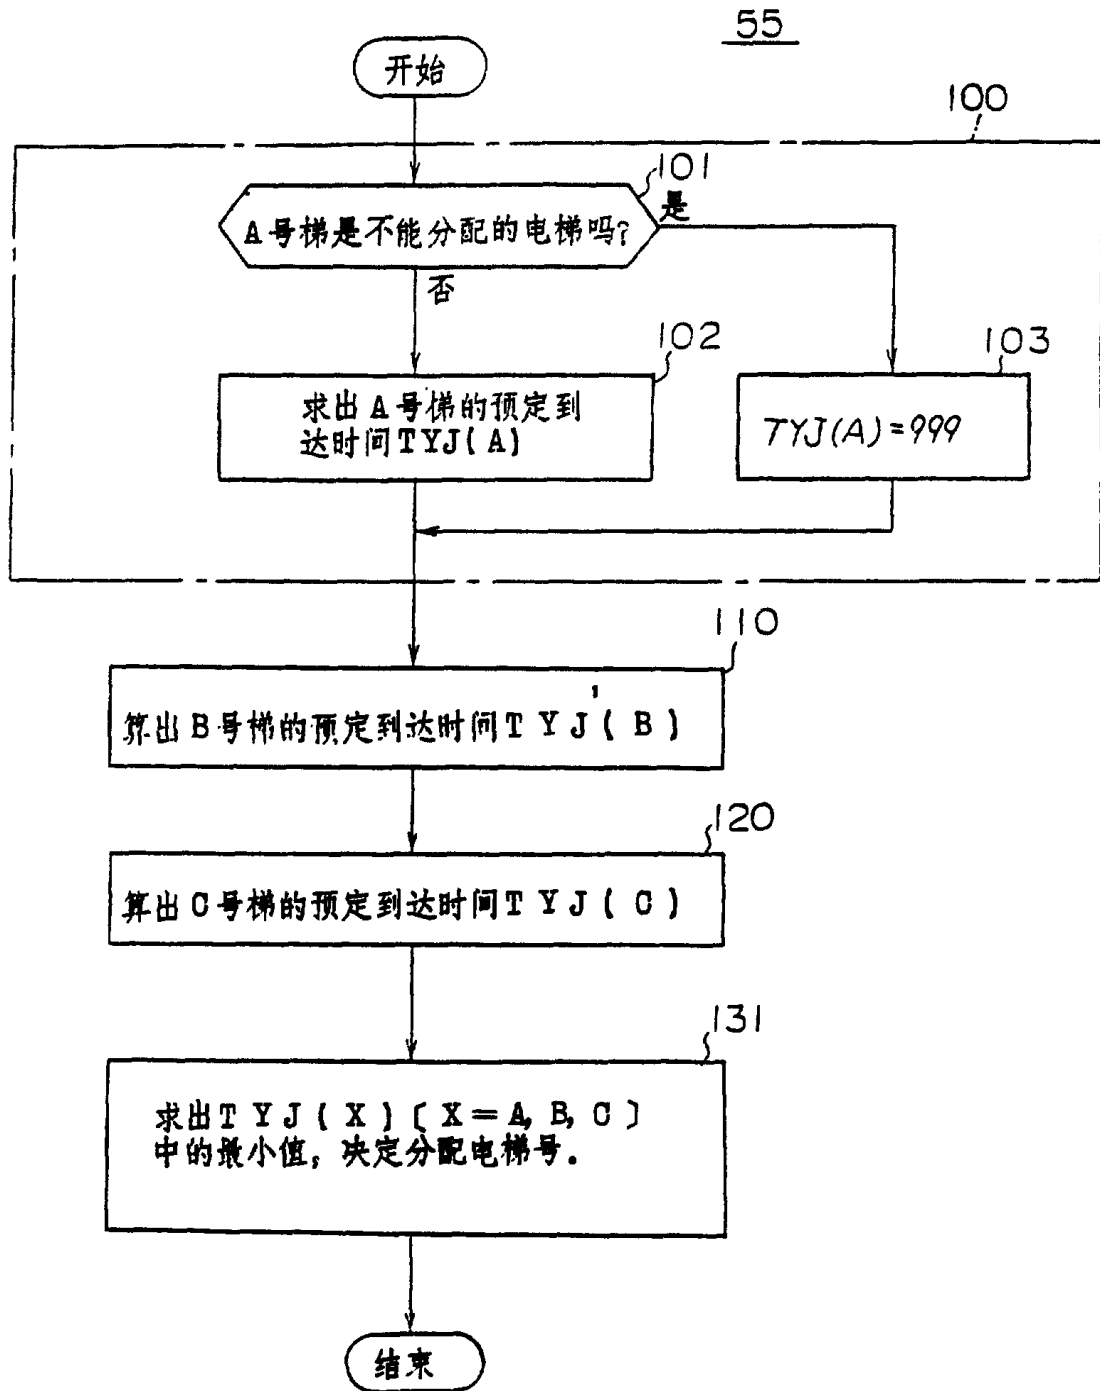 55
开始
100
101
A号梯是不能分配的电梯吗?
是
否
102
103
求出A号梯的预定到
达时间TYJ(A)
TYJ(A)=999
110
算出B号梯的预定到达时间TYJ(B)
120
算出C号梯的预定到达时间TYJ(C)
131
求出TYJ(X)〔X=A,B,C〕
中的最小值,决定分配电梯号.
结束